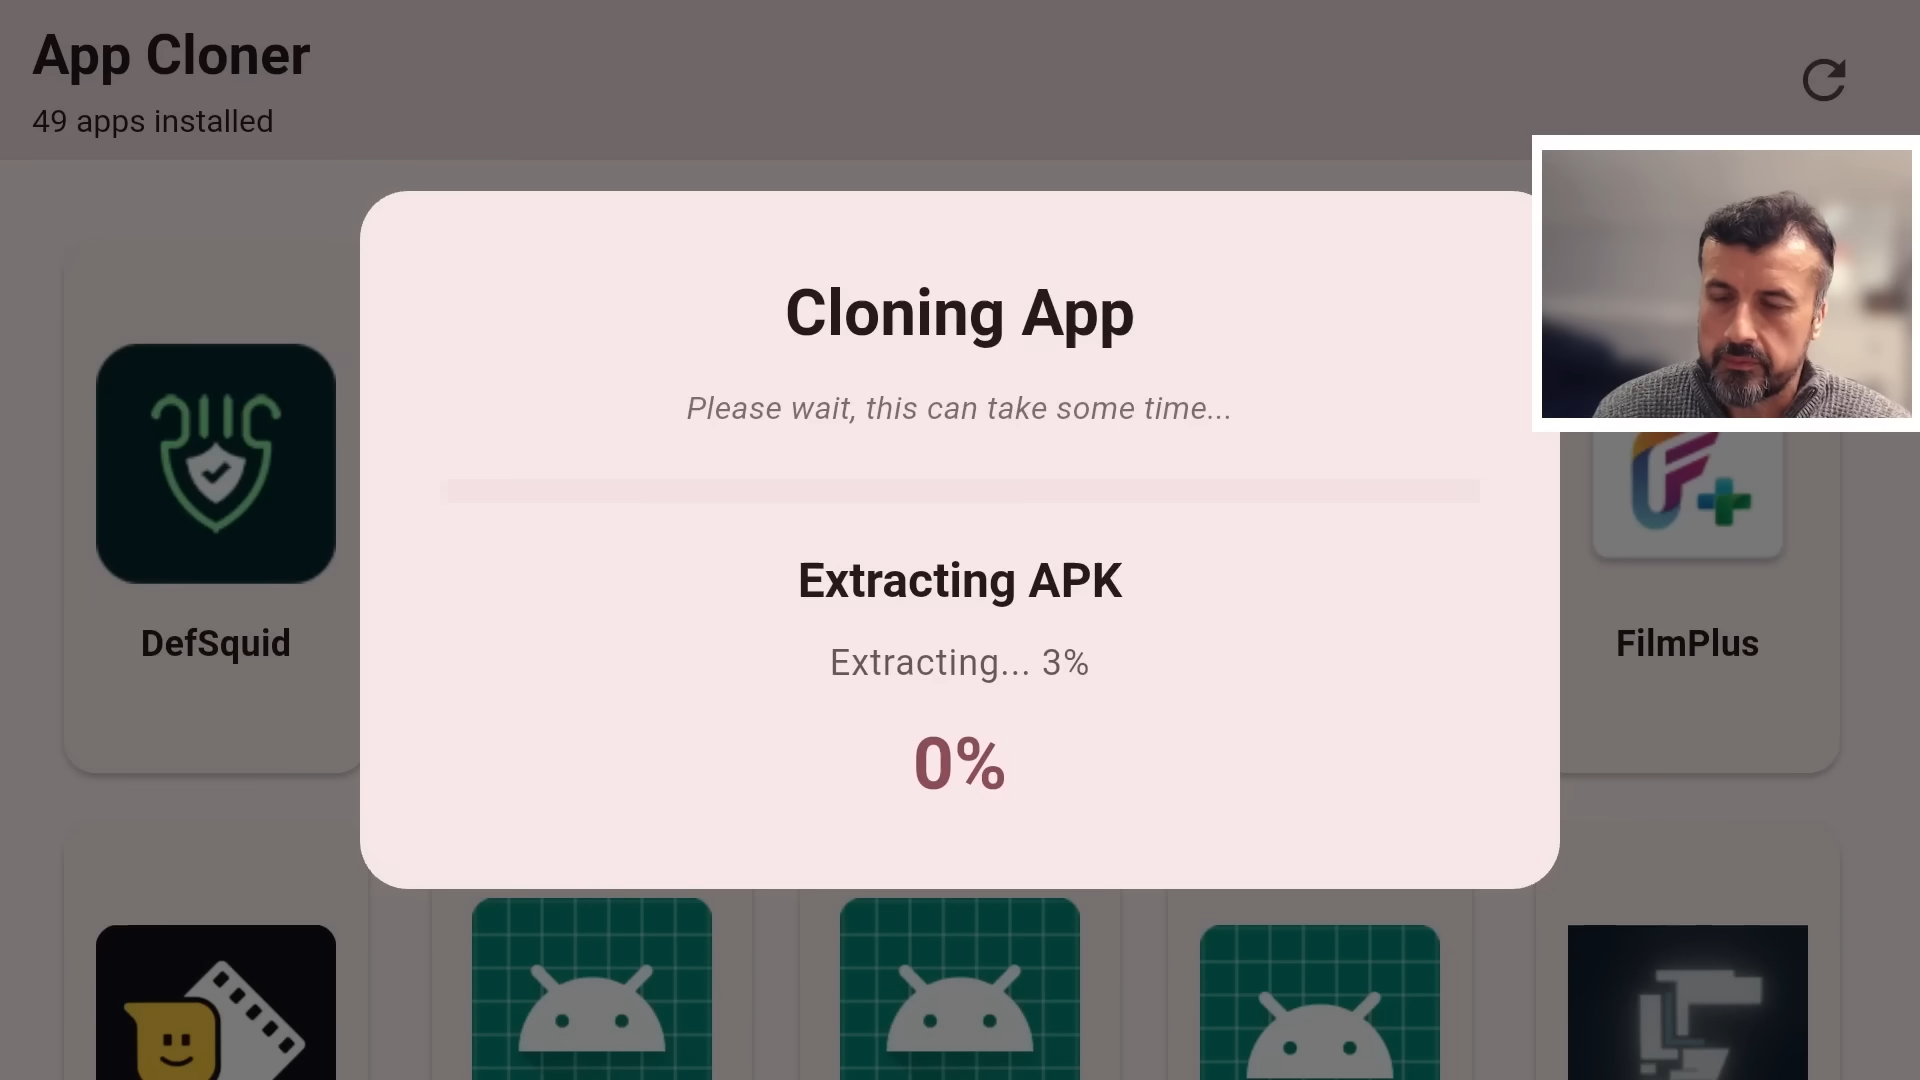 App Cloner
49 apps installed
Cloning App
Please wait, this can take some time...
Extracting APK
Extracting... 3%
0%
DefSquid
FilmPlus